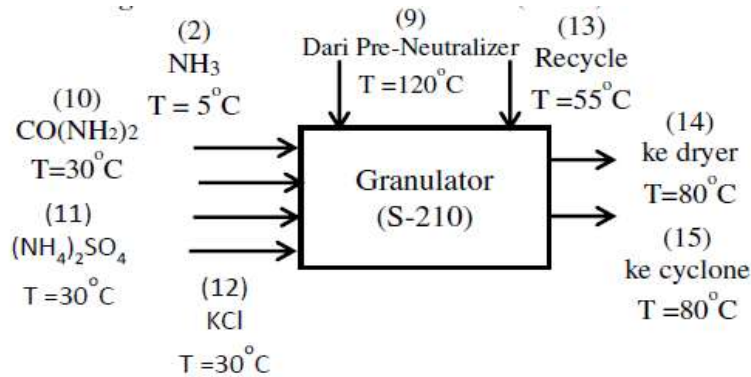 (9)
Dari Pre-Neutralizer
T =120°C
(13)
Recycle
T =55°C
(2)
NH3
T = 5°C
(10)
CO(NH2)2
T=30°C
(11)
(NH4)2SO4
T =30°C
(12)
KCl
T =30°C
Granulator
(S-210)
(14)
ke dryer
T=80°C
(15)
ke cyclone
T =80°C